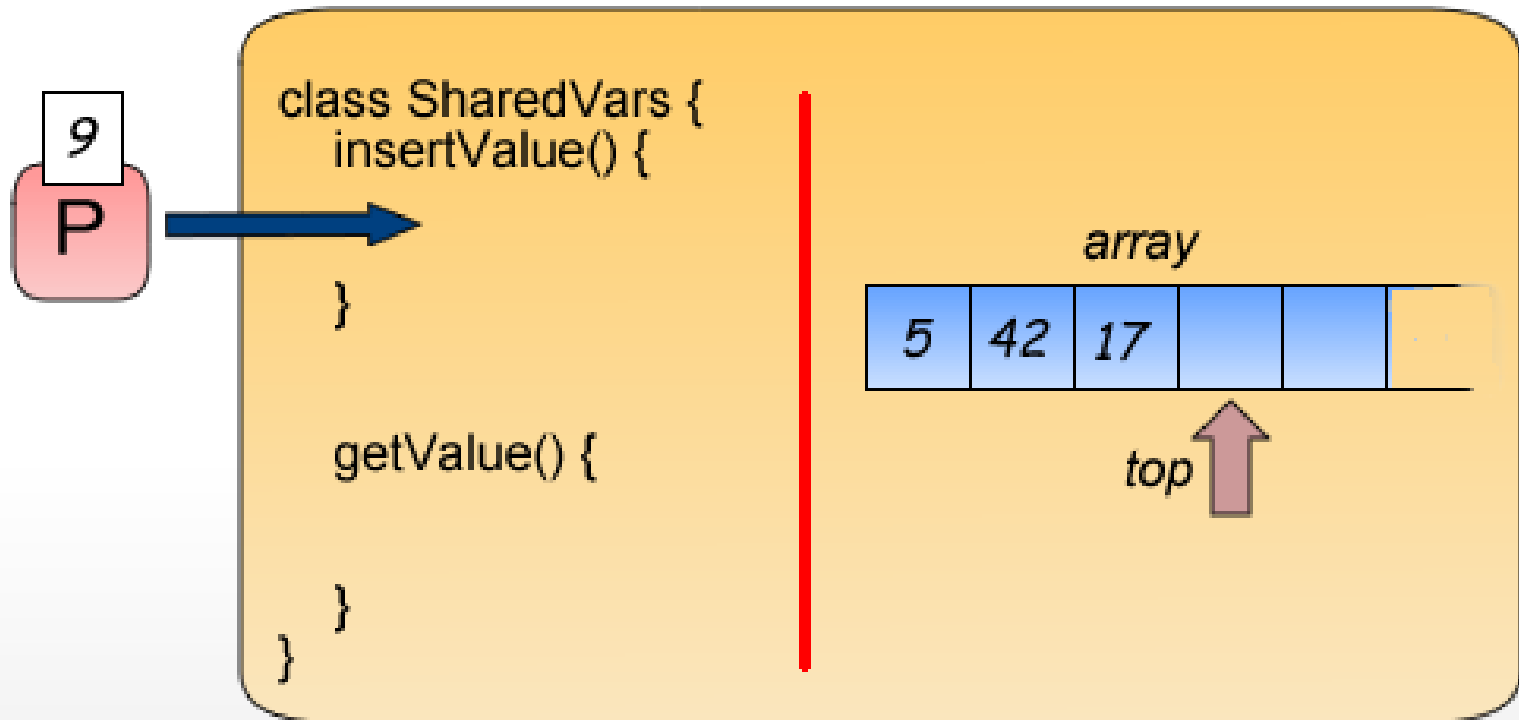 9
P
class SharedVars {
insertValue() {
}
getValue() {
}
}
array
5 42 17
top